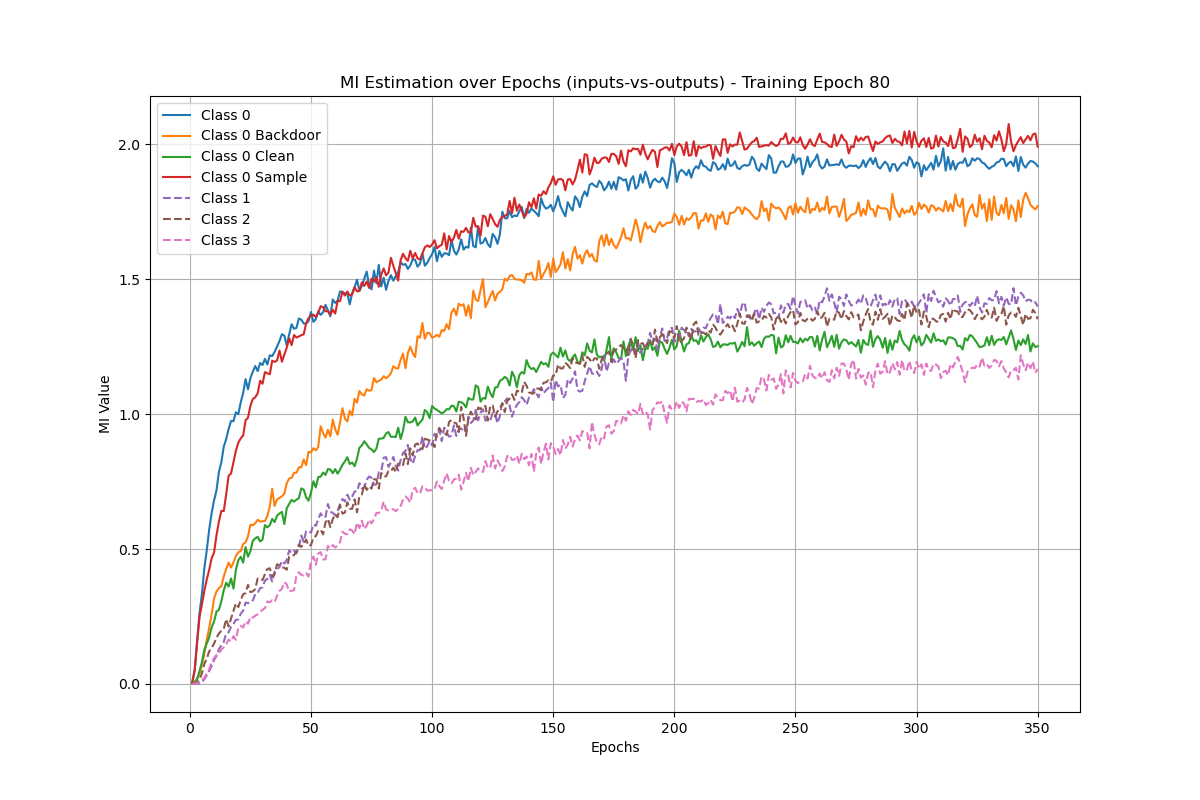 MI Estimation over Epochs (inputs-vs-outputs) - Training Epoch 80
Class 0
Class 0 Backdoor
Class 0 Clean
Class 0 Sample
Class 1
Class 2
Class 3
MI Value
2.0
1.5
1.0
0.5
0.0
0
50
100
150
200
250
300
350
Epochs